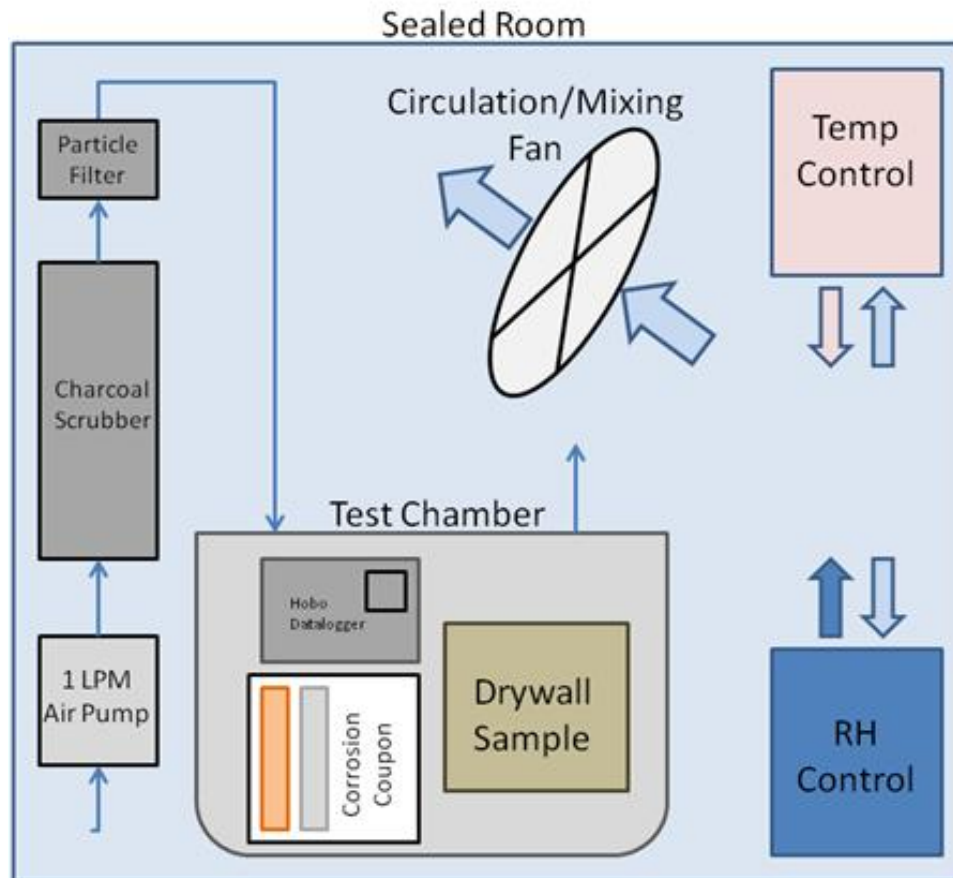 Sealed Room
Particle
Filter
Circulation/Mixing
Fan
Temp
Control
Charcoal
Scrubber
Test Chamber
Hobo
Datalogger
1 LPM
Air Pump
Corrosion
Coupon
Drywall
Sample
RH
Control